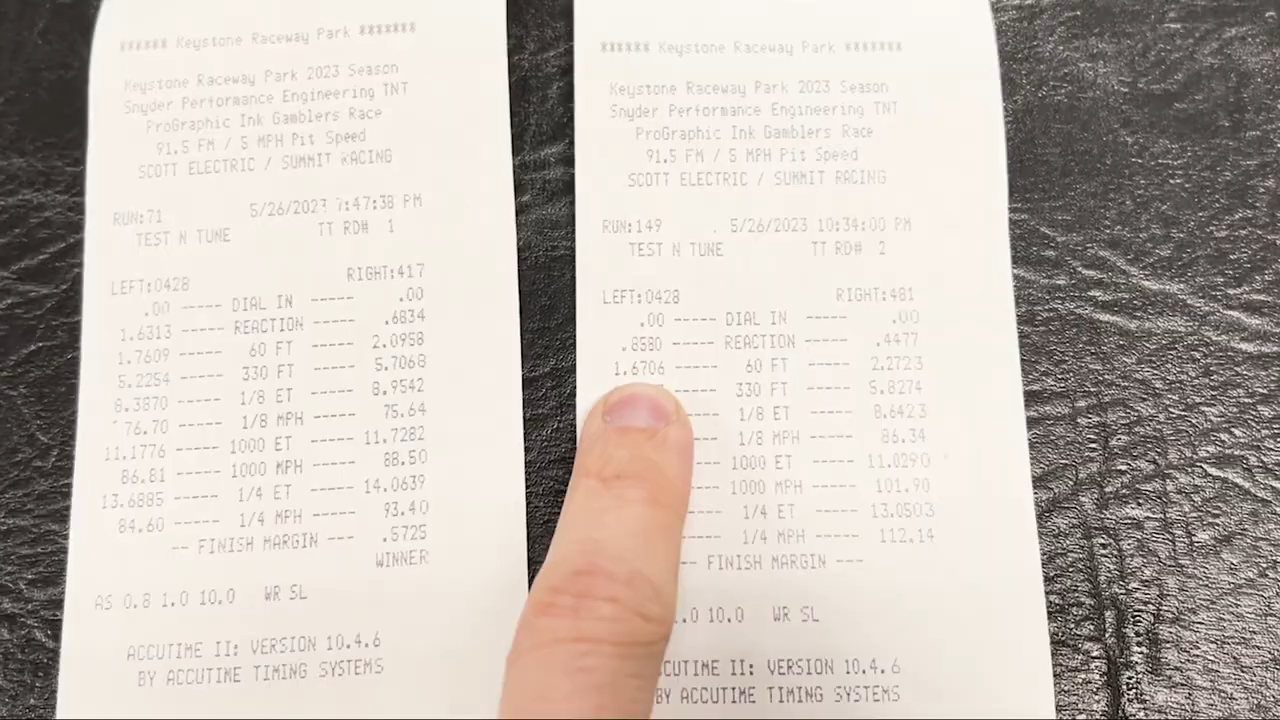 ****** Keystone Raceway Park *******
Keystone Raceway Park 2023 Season
Snyder Performance Engineering TNT
ProGraphic Ink Gamblers Race
91.5 FM / 5 MPH Pit Speed
SCOTT ELECTRIC / SUMMIT RACING
RUN:71 5/26/2023 7:47:38 PM
TEST N TUNE TT RD# 1
LEFT:0428 RIGHT:417
.00 ----- DIAL IN ----- .00
1.6313 ----- REACTION ----- .6834
1.7609 ----- 60 FT ----- 2.0958
5.2254 ----- 330 FT ----- 5.7068
8.3870 ----- 1/8 ET ----- 8.9542
76.70 ----- 1/8 MPH ----- 75.64
11.1776 ----- 1000 ET ----- 11.7282
86.81 ----- 1000 MPH ----- 88.50
13.6885 ----- 1/4 ET ----- 14.0639
84.60 ----- 1/4 MPH ----- 93.40
-- FINISH MARGIN --- .5725
WINNER
AS 0.8 1.0 10.0 WR SL
ACCUTIME II: VERSION 10.4.6
BY ACCUTIME TIMING SYSTEMS
****** Keystone Raceway Park *******
Keystone Raceway Park 2023 Season
Snyder Performance Engineering TNT
ProGraphic Ink Gamblers Race
91.5 FM / 5 MPH Pit Speed
SCOTT ELECTRIC / SUMMIT RACING
RUN:149 5/26/2023 10:34:00 PM
TEST N TUNE TT RD# 2
LEFT:0428 RIGHT:481
.00 ----- DIAL IN ----- .00
.8580 ----- REACTION ----- .4477
1.6706 ----- 60 FT ----- 2.2723
----- 330 FT ----- 5.8274
--- 1/8 ET ----- 8.6423
--- 1/8 MPH ----- 86.34
--- 1000 ET ----- 11.0290
--- 1000 MPH ----- 101.90
--- 1/4 ET ----- 13.0503
--- 1/4 MPH ----- 112.14
-- FINISH MARGIN ---
10.0 WR SL
II: VERSION 10.4.6
BY ACCUTIME TIMING SYSTEMS